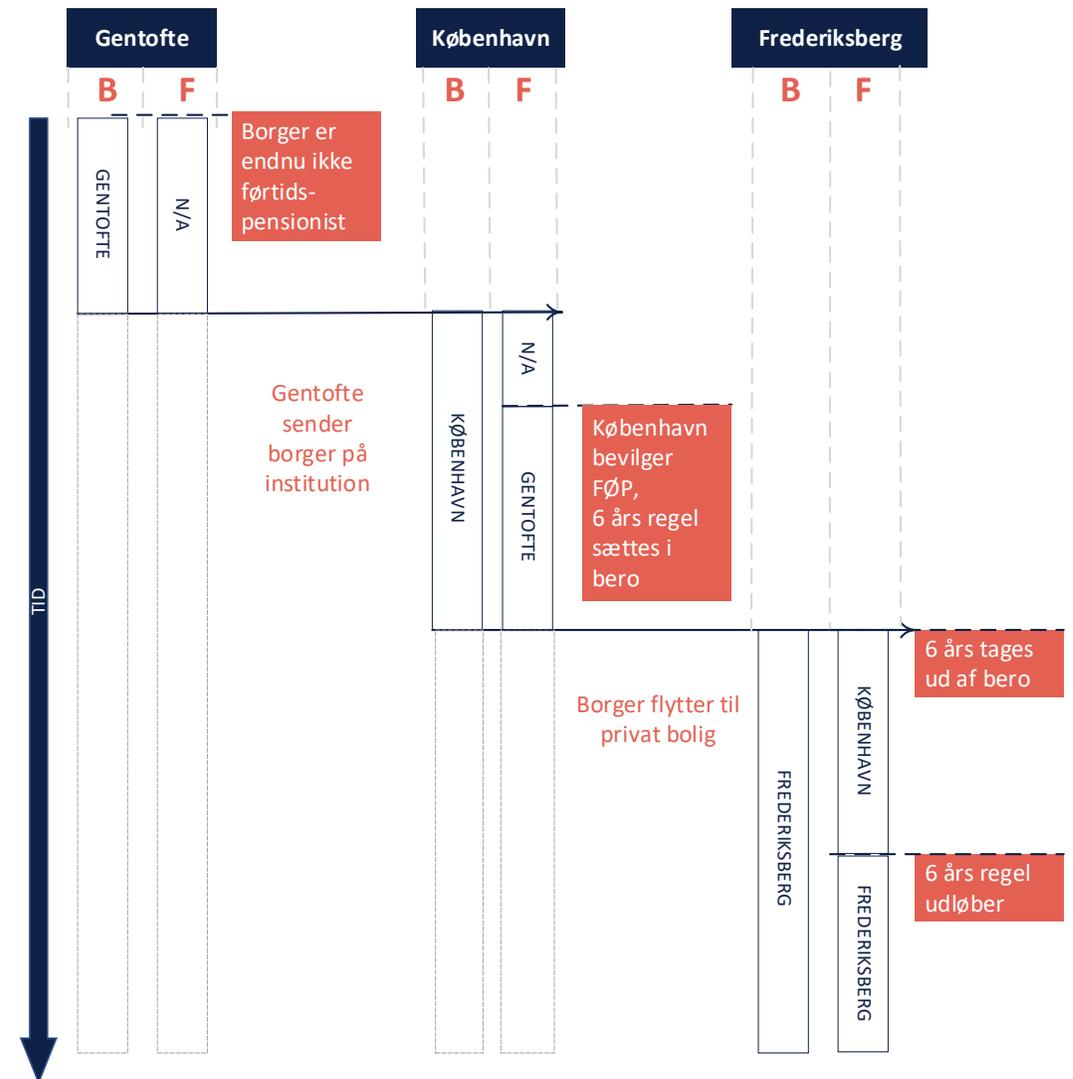 Gentofte
København
Frederiksberg
B
F
B
F
B
F
Borger er
endnu ikke
førtids-
pensionist
GENTOFTE
N/A
N/A
Gentofte
sender
borger på
institution
KØBENHAVN
GENTOFTE
København
bevilger
FØP,
6 års regel
sættes i
bero
TID
6 års tages
ud af bero
Borger flytter til
privat bolig
KØBENHAVN
FREDERIKSBERG
6 års regel
udløber
FREDERIKSBERG